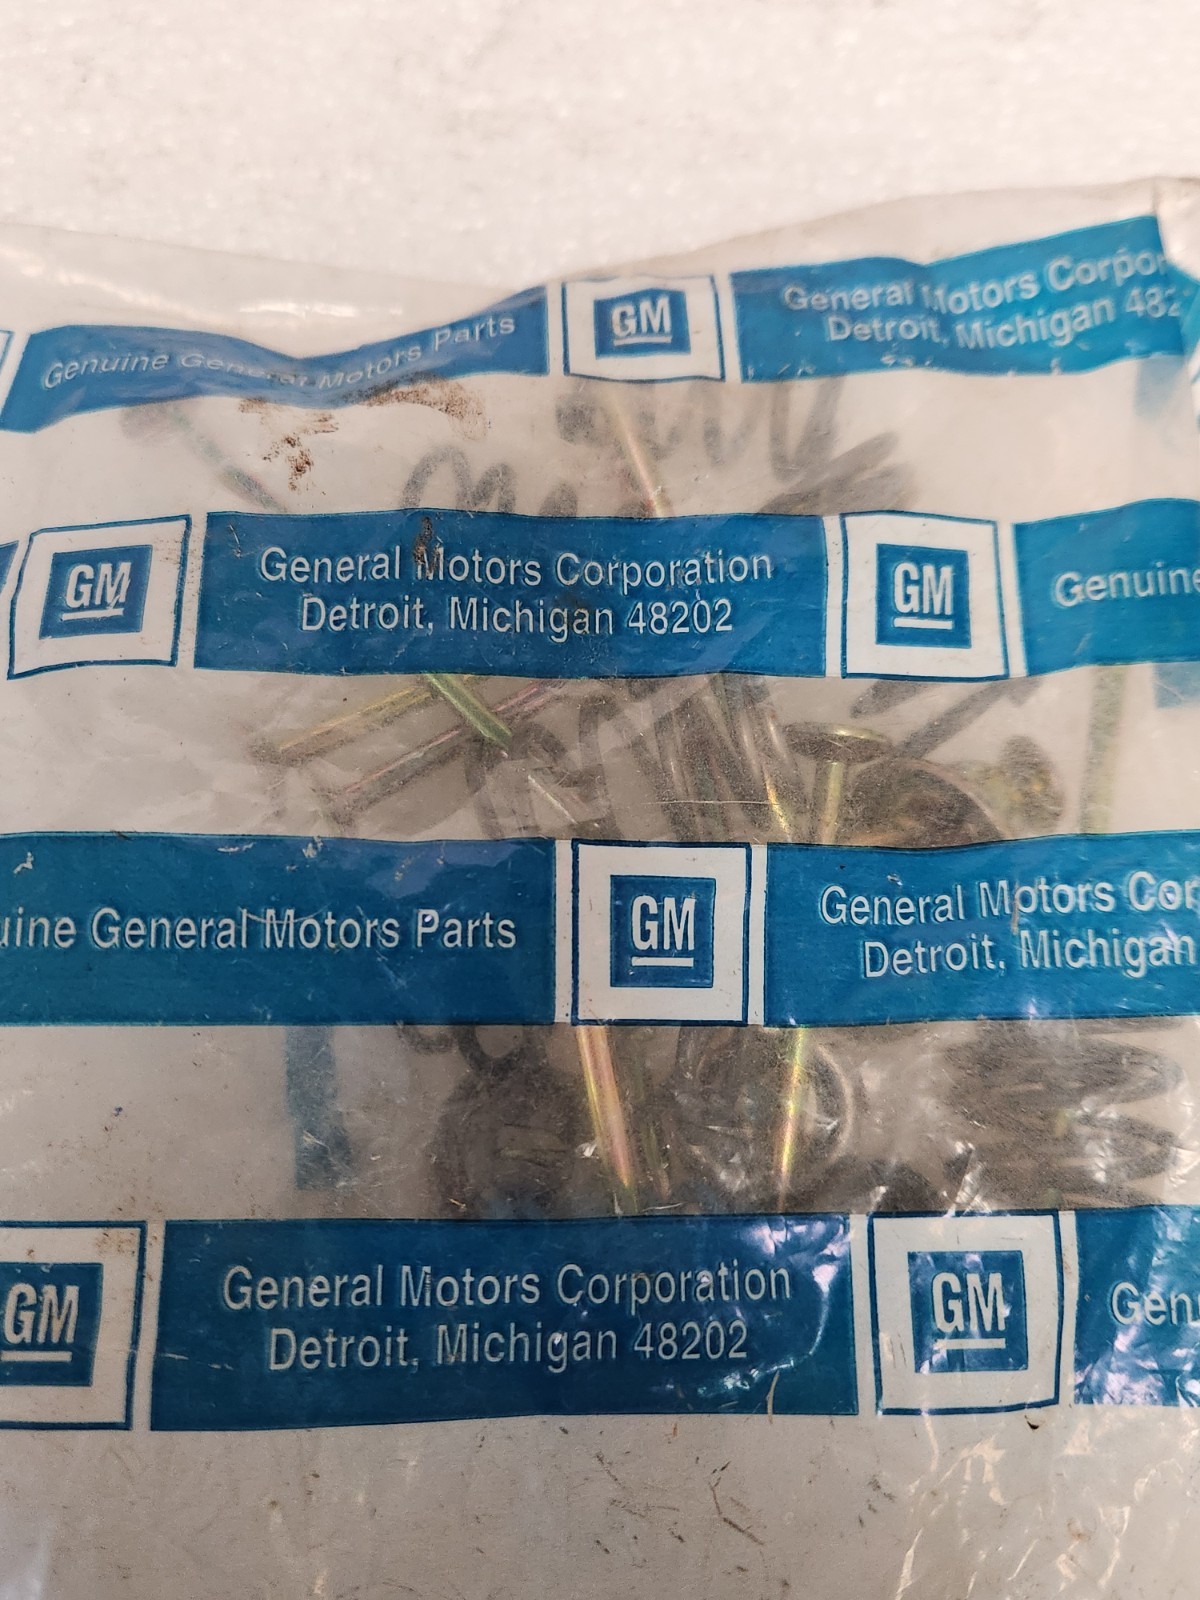 Genuine General Motors Parts
GM
General Motors Corpor
Detroit, Michigan 482
GM
General Motors Corporation
Detroit, Michigan 48202
GM
Genuine
uine General Motors Parts
GM
General Motors Cor
Detroit, Michigan
GM
General Motors Corporation
Detroit, Michigan 48202
GM
Gen